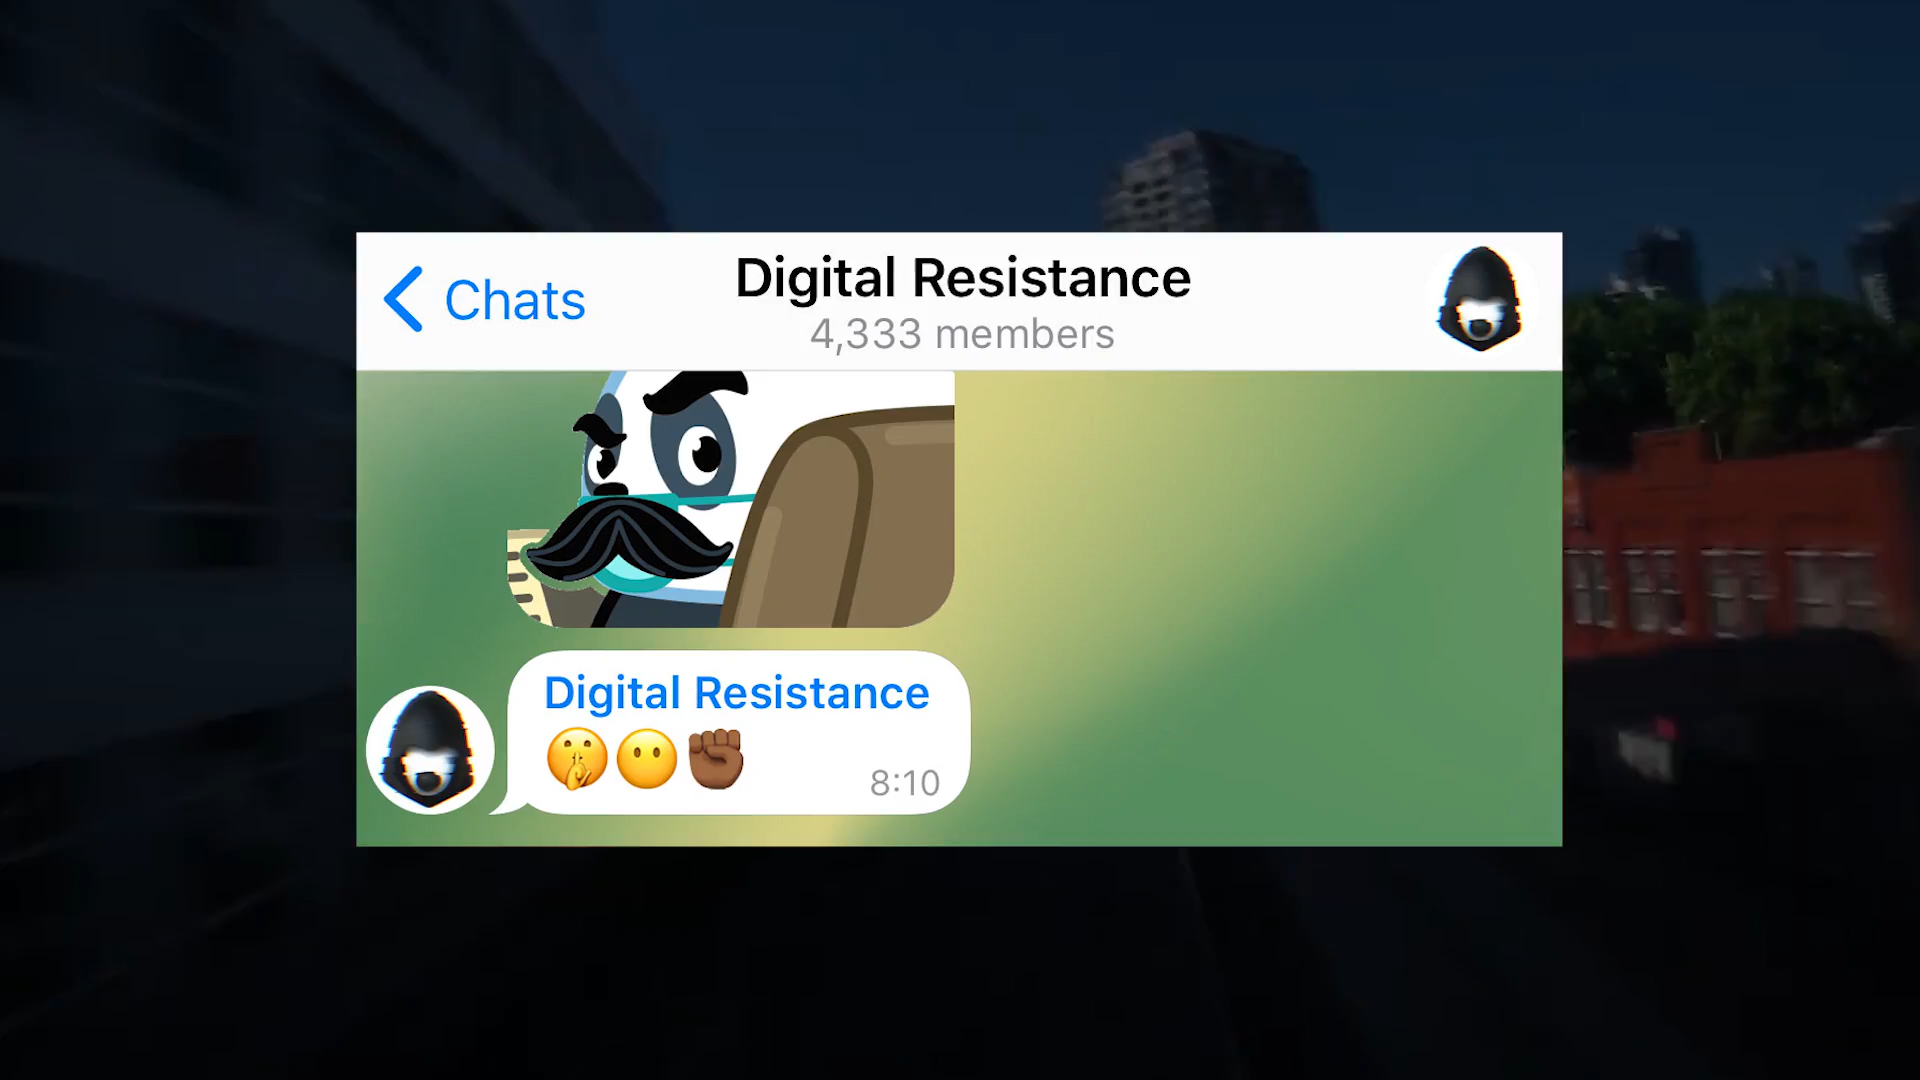 Chats
Digital Resistance
4,333 members
Digital Resistance
🤫😶✊🏾
8:10